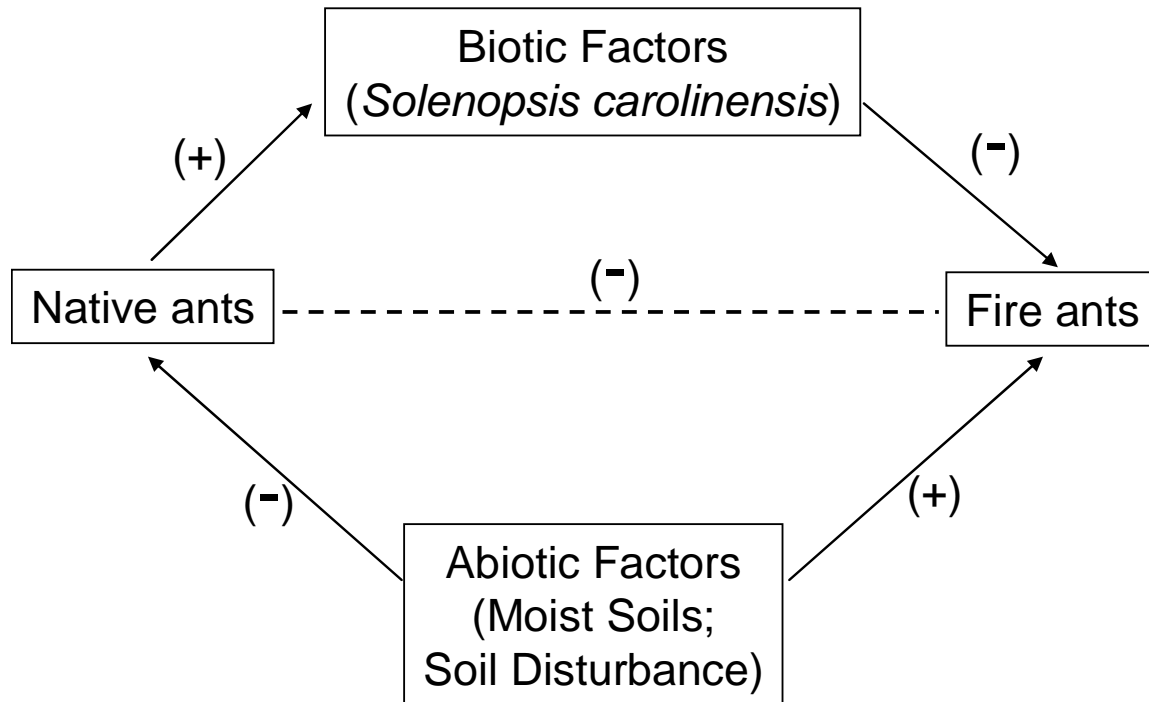 Biotic Factors
(Solenopsis carolinensis)
(+)
(-)
(-)
Native ants
Fire ants
(-)
(+)
Abiotic Factors
(Moist Soils;
Soil Disturbance)